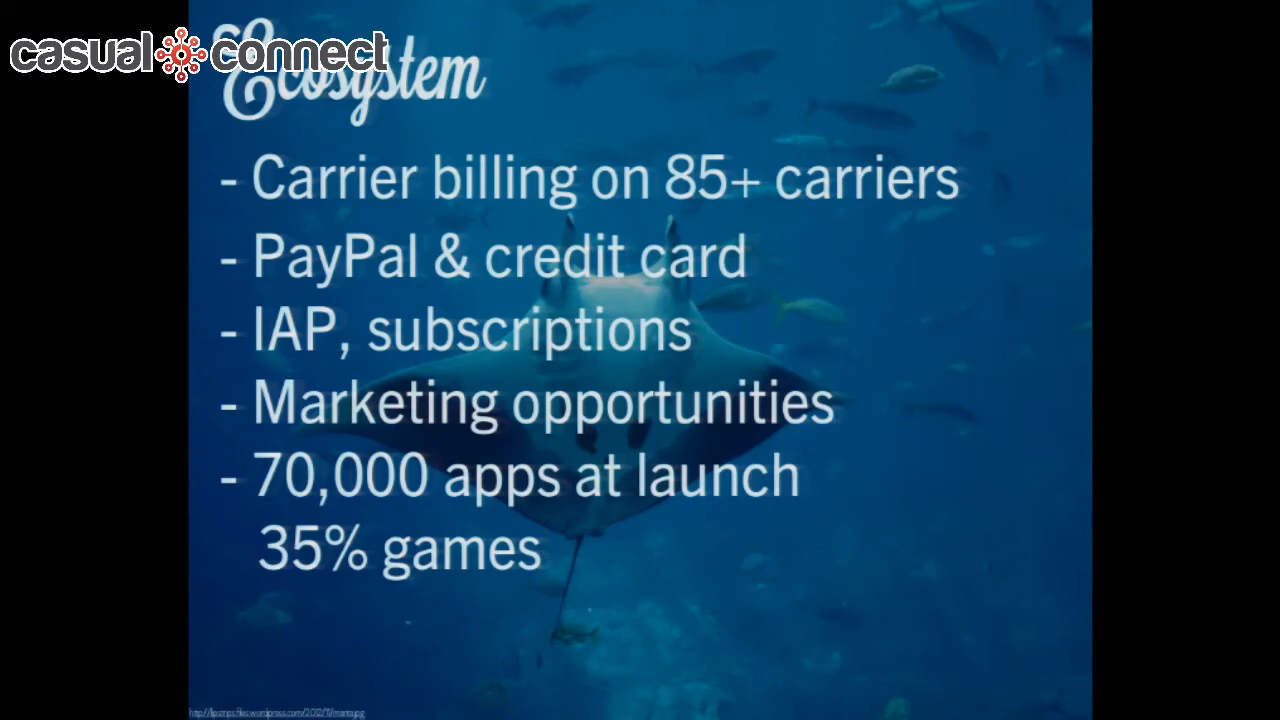 casual connect
Ecosystem
- Carrier billing on 85+ carriers
- PayPal & credit card
- IAP, subscriptions
- Marketing opportunities
- 70,000 apps at launch
35% games